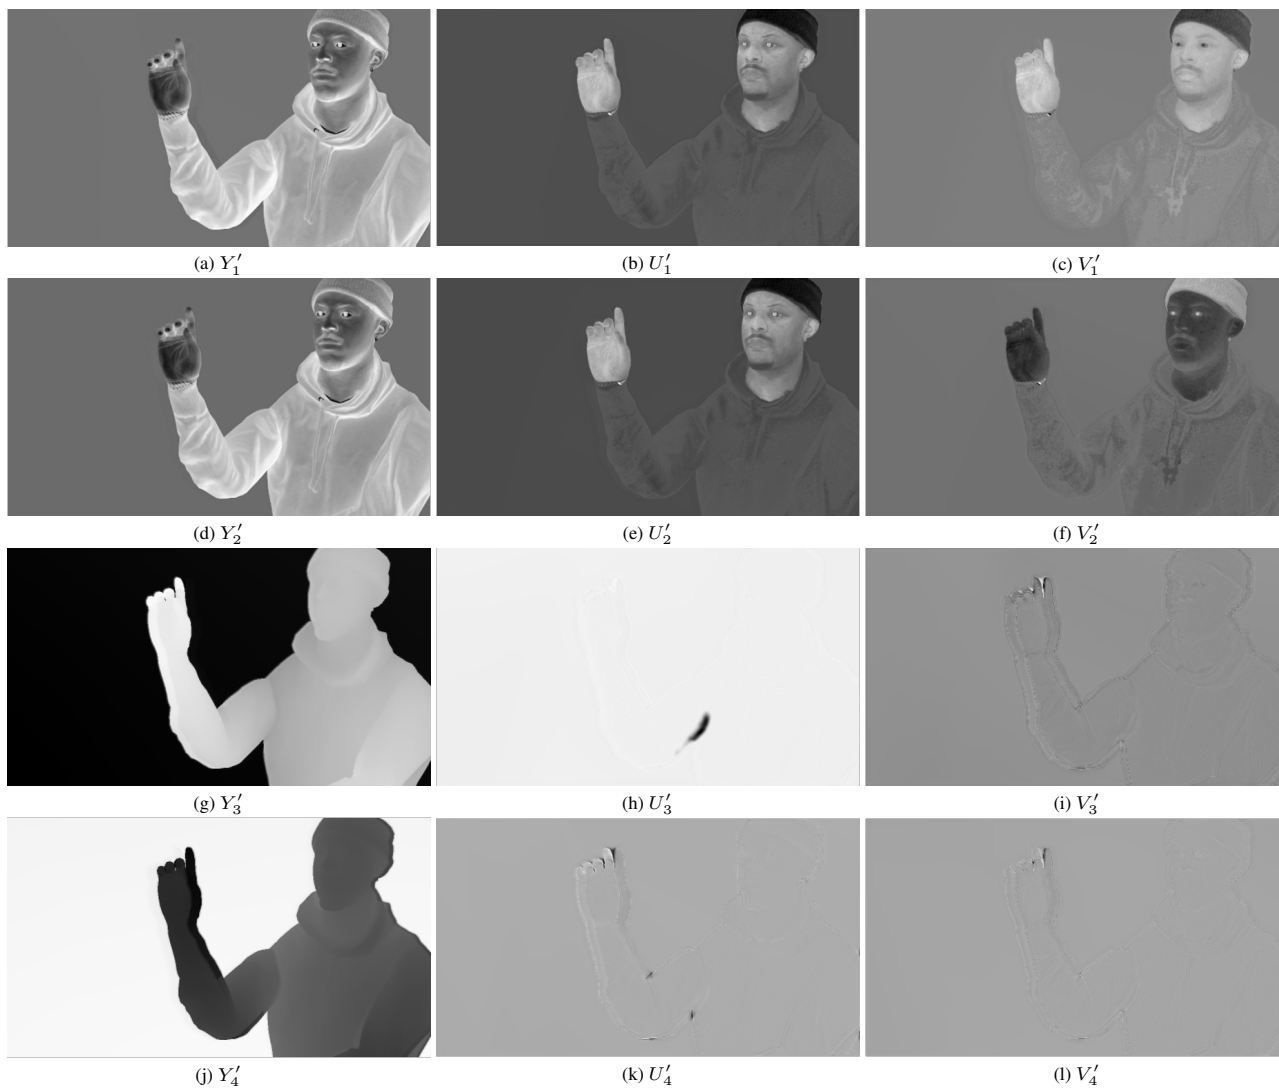 (a) Y′₁ (b) U′₁ (c) V′₁
(d) Y′₂ (e) U′₂ (f) V′₂
(g) Y′₃ (h) U′₃ (i) V′₃
(j) Y′₄ (k) U′₄ (l) V′₄